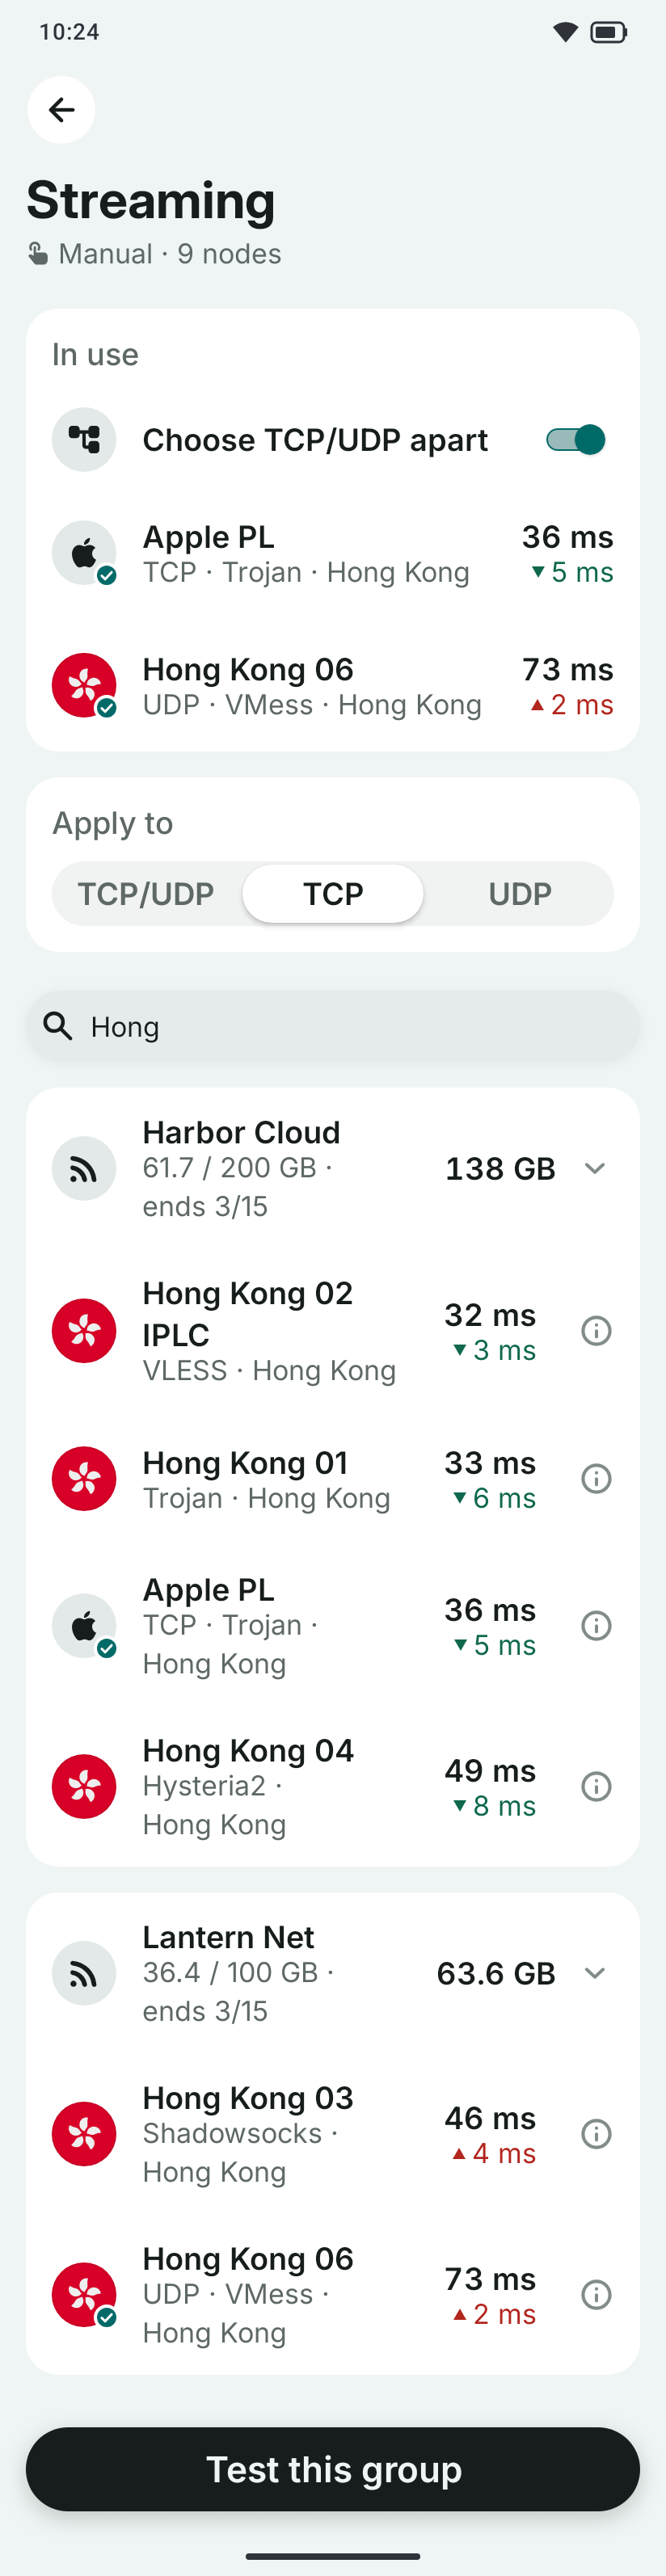 10:24
Streaming
Manual · 9 nodes
In use
Choose TCP/UDP apart
Apple PL
36 ms
TCP · Trojan · Hong Kong
▼ 5 ms
Hong Kong 06
73 ms
UDP · VMess · Hong Kong
▲ 2 ms
Apply to
TCP/UDP
TCP
UDP
Hong
Harbor Cloud
61.7 / 200 GB ·
ends 3/15
138 GB
Hong Kong 02
IPLC
VLESS · Hong Kong
32 ms
▼ 3 ms
Hong Kong 01
Trojan · Hong Kong
33 ms
▼ 6 ms
Apple PL
TCP · Trojan ·
Hong Kong
36 ms
▼ 5 ms
Hong Kong 04
Hysteria2 ·
Hong Kong
49 ms
▼ 8 ms
Lantern Net
36.4 / 100 GB ·
ends 3/15
63.6 GB
Hong Kong 03
Shadowsocks ·
Hong Kong
46 ms
▲ 4 ms
Hong Kong 06
UDP · VMess ·
Hong Kong
73 ms
▲ 2 ms
Test this group